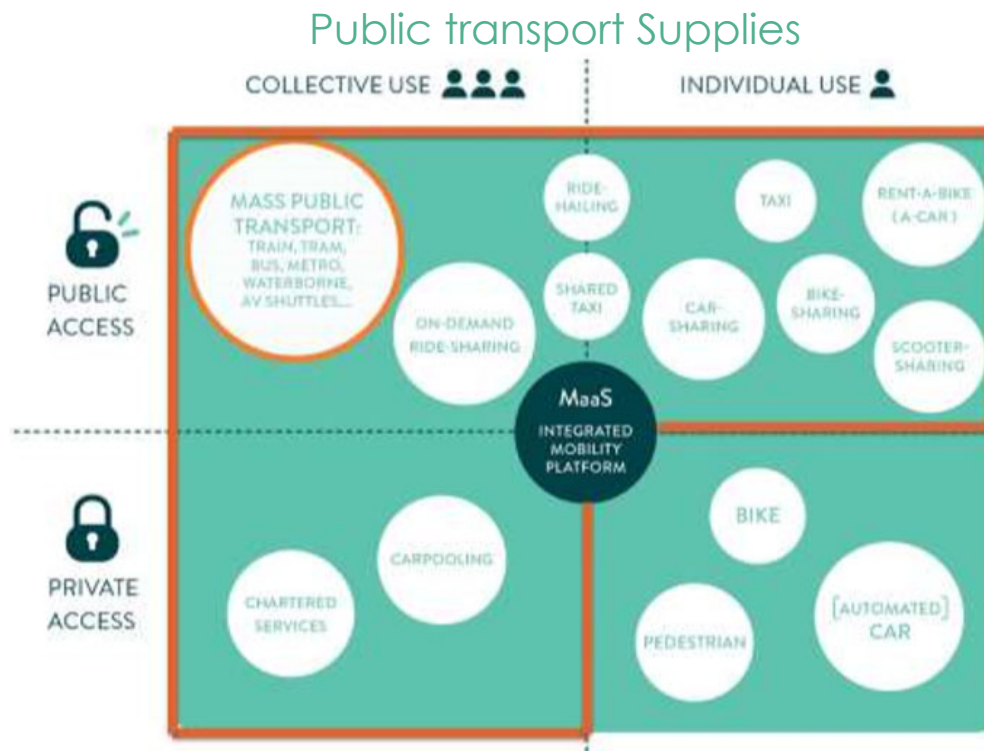 Public transport Supplies
COLLECTIVE USE
INDIVIDUAL USE
PUBLIC
ACCESS
MASS PUBLIC
TRANSPORT:
TRAIN, TRAM,
BUS, METRO,
WATERBORNE,
AV SHUTTLES...
ON-DEMAND
RIDE-SHARING
RIDE-
HAILING
SHARED
TAXI
TAXI
RENT-A-BIKE
(A-CAR)
CAR-
SHARING
BIKE-
SHARING
SCOOTER-
SHARING
MaaS
INTEGRATED
MOBILITY
PLATFORM
PRIVATE
ACCESS
CHARTERED
SERVICES
CARPOOLING
BIKE
PEDESTRIAN
[AUTOMATED]
CAR